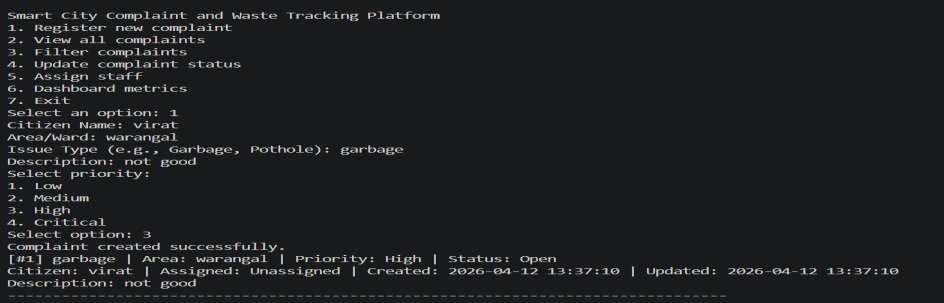 Smart City Complaint and Waste Tracking Platform
1. Register new complaint
2. View all complaints
3. Filter complaints
4. Update complaint status
5. Assign staff
6. Dashboard metrics
7. Exit
Select an option: 1
Citizen Name: virat
Area/Ward: warangal
Issue Type (e.g., Garbage, Pothole): garbage
Description: not good
Select priority:
1. Low
2. Medium
3. High
4. Critical
Select option: 3
Complaint created successfully.
[#1] garbage | Area: warangal | Priority: High | Status: Open
Citizen: virat | Assigned: Unassigned | Created: 2026-04-12 13:37:10 | Updated: 2026-04-12 13:37:10
Description: not good
--------------------------------------------------------------------------------